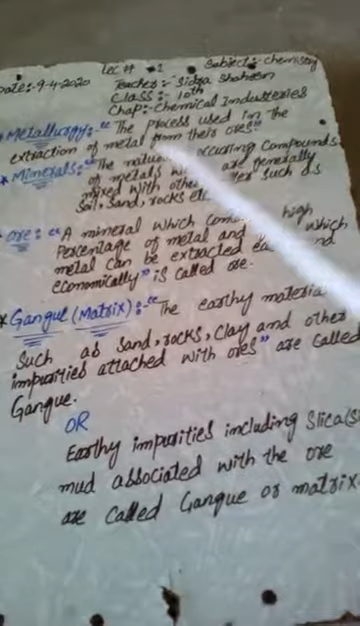 Lec # 1 Subject:- Chemistry
Date:- 9-4-2020 Teacher:- Sidra Shaheen
Class:- 10th
Chap:- Chemical Industeries
*Metallurgy:- "The process used for the
extraction of metal from their ores"
* Minerals:- "The occuring Compounds
of metals are generally
mixed with other such as
Soil, Sand, rocks etc
* Ore:- "A mineral which high
Percentage of metal and which
metal can be extracted and
economically" is called ore.
*Gangue (Matrix):- "The earthy material
Such as Sand, rocks, clay and other
impurities attached with ores" are called
Gangue.
OR
Earthy impurities including Slica(S
mud associated with the ore
are called Gangue or matrix